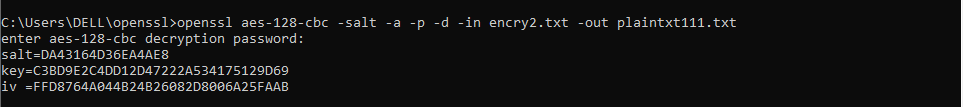 C:\Users\DELL\openssl>openssl aes-128-cbc -salt -a -p -d -in encry2.txt -out plaintxt111.txt
enter aes-128-cbc decryption password:
salt=DA43164D36EA4AE8
key=C3BD9E2C4DD12D47222A534175129D69
iv =FFD8764A044B24B26082D8006A25FAAB